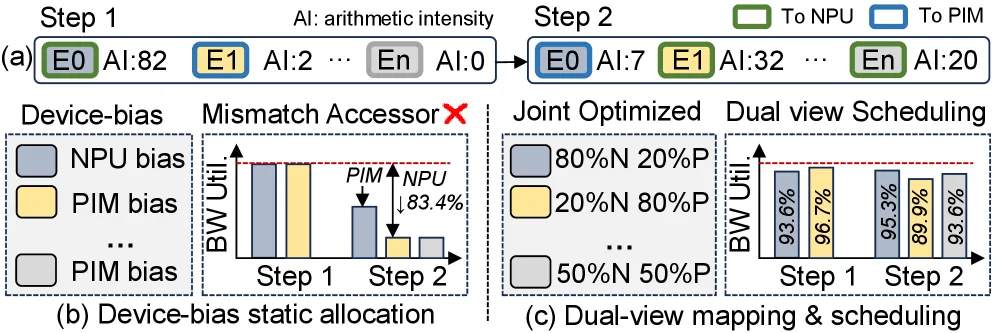 Step 1
AI: arithmetic intensity
Step 2
To NPU
To PIM
(a)
E0 AI:82
E1 AI:2
...
En AI:0
E0 AI:7
E1 AI:32
...
En AI:20
Device-bias
NPU bias
PIM bias
...
PIM bias
Mismatch Accessor
BW Util.
PIM
NPU
↓83.4%
Step 1
Step 2
(b) Device-bias static allocation
Joint Optimized
80%N 20%P
20%N 80%P
...
50%N 50%P
Dual view Scheduling
BW Util.
93.6%
96.7%
95.3%
89.9%
93.6%
Step 1
Step 2
(c) Dual-view mapping & scheduling